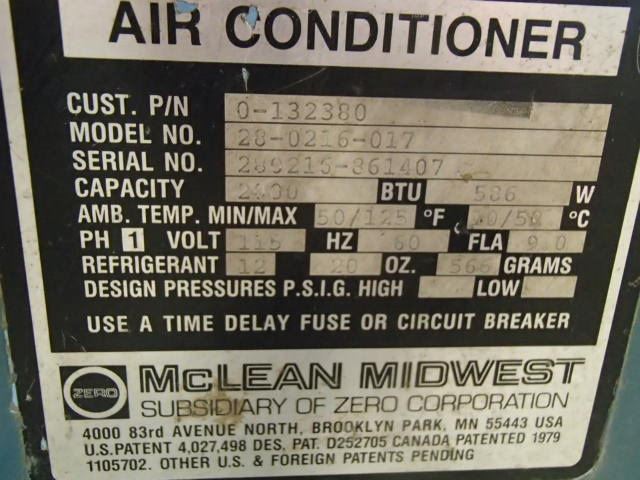 AIR CONDITIONER
CUST. P/N 0-132380
MODEL NO. 28-0216-017
SERIAL NO.
CAPACITY BTU 586 W
AMB. TEMP. MIN/MAX 50/125 °F °C
PH 1 VOLT 115 HZ 60 FLA
REFRIGERANT 12 20 OZ. 566 GRAMS
DESIGN PRESSURES P.S.I.G. HIGH LOW
USE A TIME DELAY FUSE OR CIRCUIT BREAKER
ZERO McLEAN MIDWEST
SUBSIDIARY OF ZERO CORPORATION
4000 83rd AVENUE NORTH, BROOKLYN PARK, MN 55443 USA
U.S.PATENT 4,027,498 DES. PAT. D252705 CANADA PATENTED 1979
1105702. OTHER U.S. & FOREIGN PATENTS PENDING